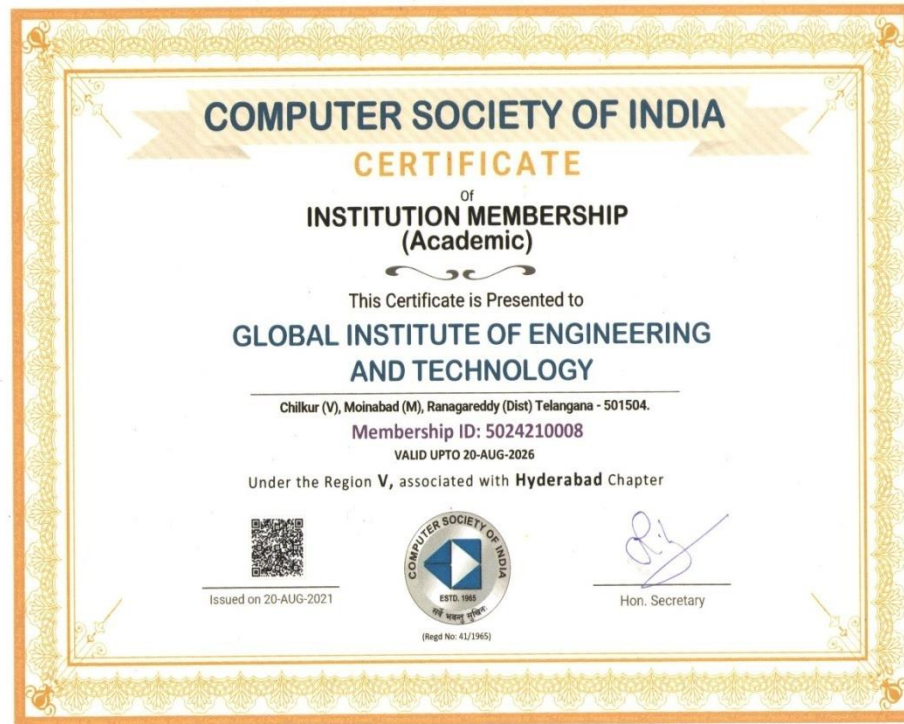 COMPUTER SOCIETY OF INDIA
CERTIFICATE
Of
INSTITUTION MEMBERSHIP
(Academic)
This Certificate is Presented to
GLOBAL INSTITUTE OF ENGINEERING
AND TECHNOLOGY
Chilkur (V), Moinabad (M), Ranagareddy (Dist) Telangana - 501504.
Membership ID: 5024210008
VALID UPTO 20-AUG-2026
Under the Region V, associated with Hyderabad Chapter
Issued on 20-AUG-2021
COMPUTER SOCIETY OF INDIA
ESTD. 1965
सर्वे भवन्तु सुखिनः
(Regd No: 41/1965)
Hon. Secretary